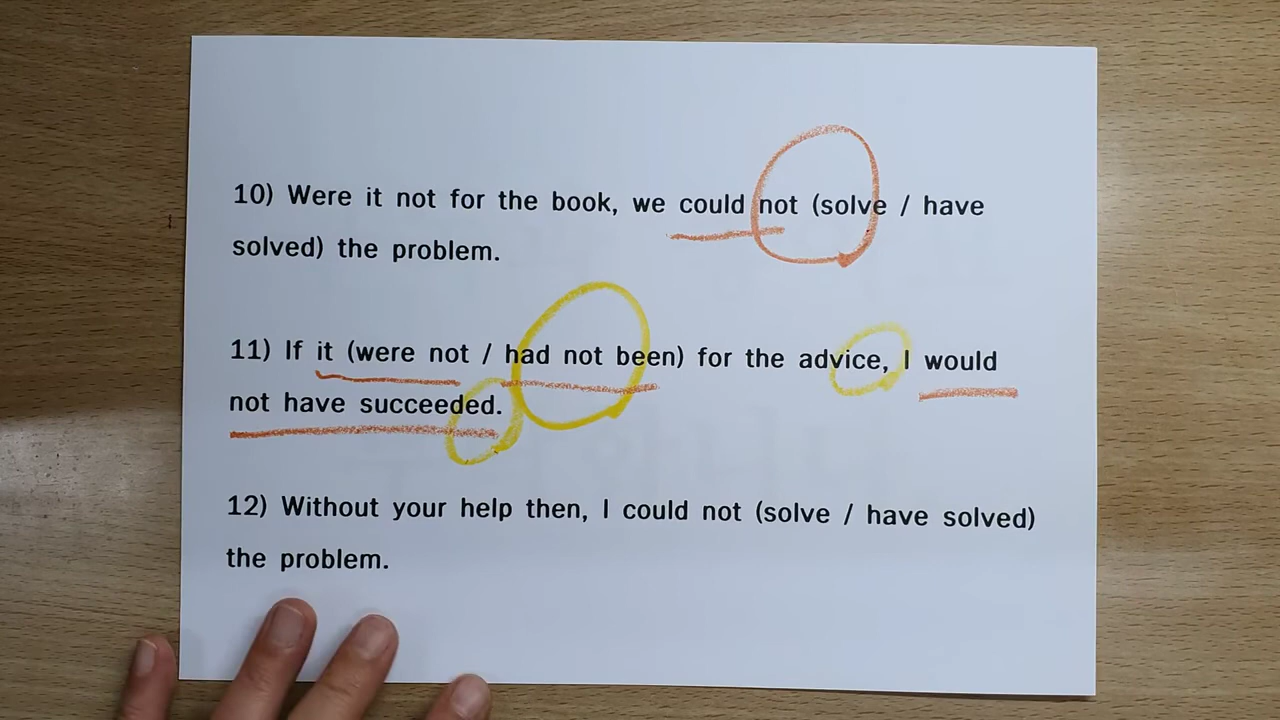 10) Were it not for the book, we could not (solve / have
solved) the problem.
11) If it (were not / had not been) for the advice, I would
not have succeeded.
12) Without your help then, I could not (solve / have solved)
the problem.